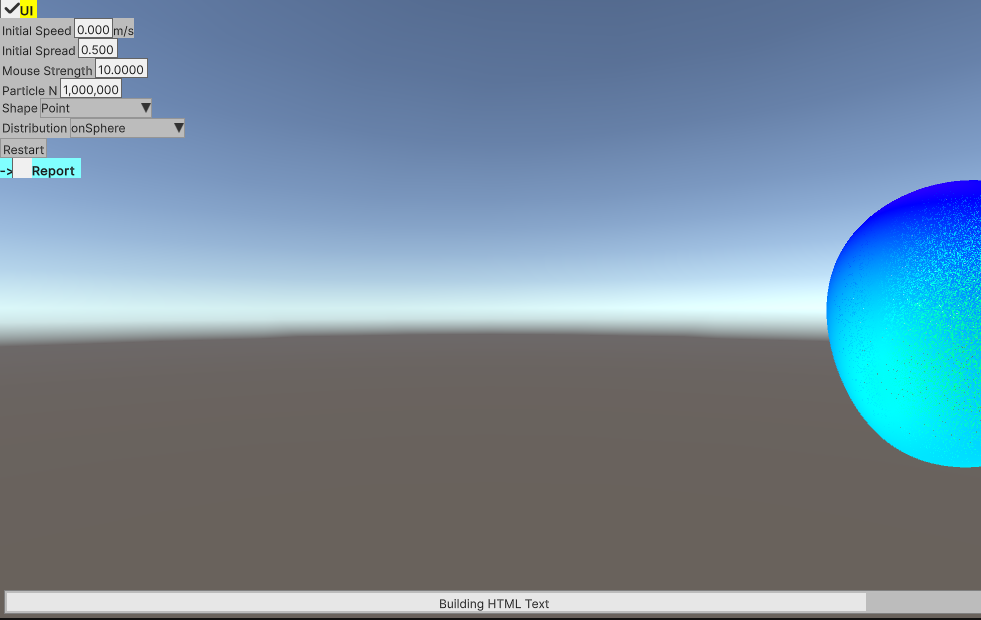 UI
Initial Speed 0.000 m/s
Initial Spread 0.500
Mouse Strength 10.0000
Particle N 1,000,000
Shape Point
Distribution onSphere
Restart
-> Report
Building HTML Text